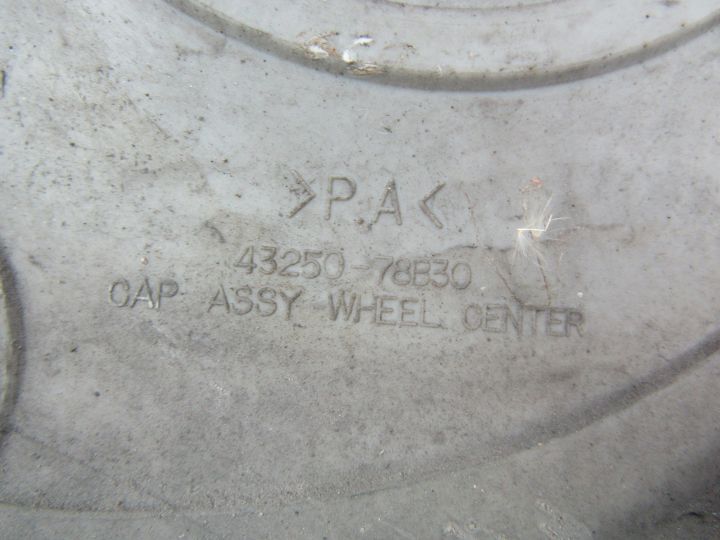 >P.A<
43250-78B30
CAP ASSY-WHEEL CENTER